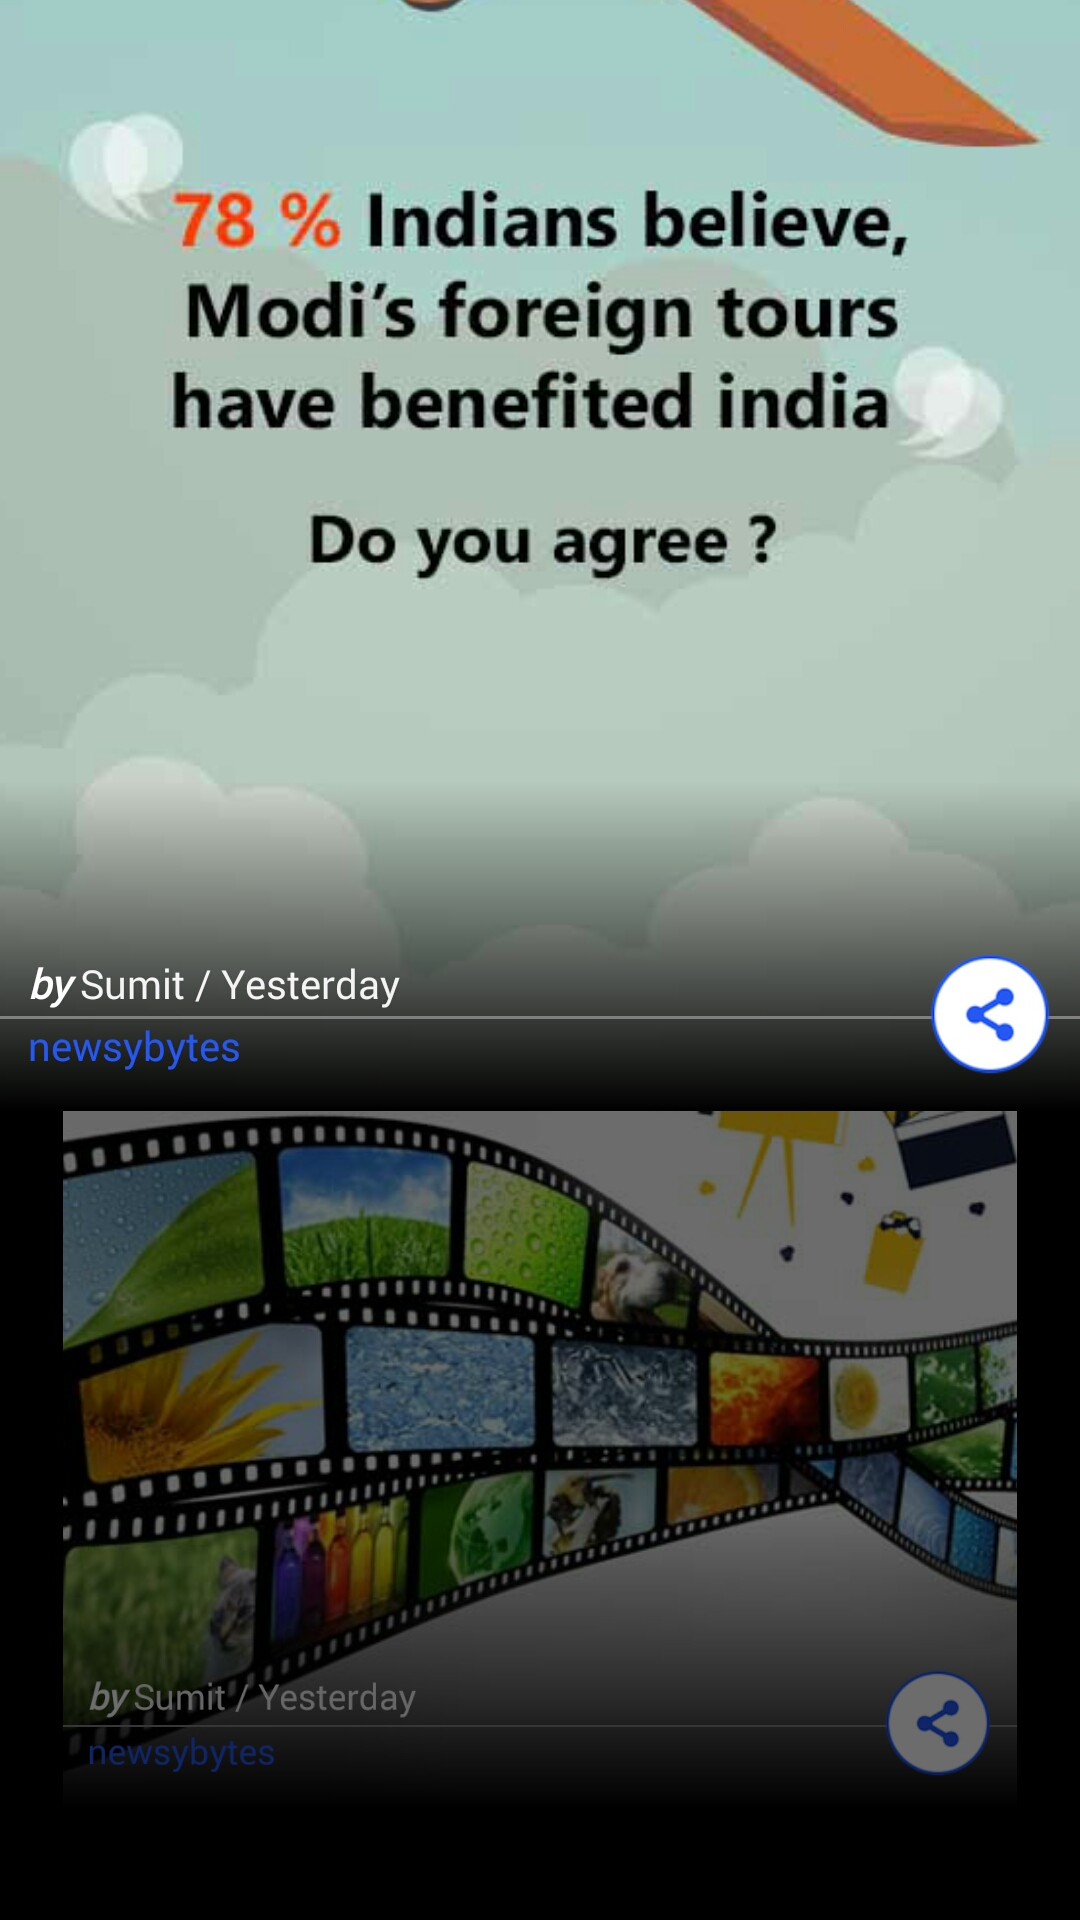 78 % Indians believe,
Modi’s foreign tours
have benefited india
Do you agree ?
by Sumit / Yesterday
newsybytes
by Sumit / Yesterday
newsybytes